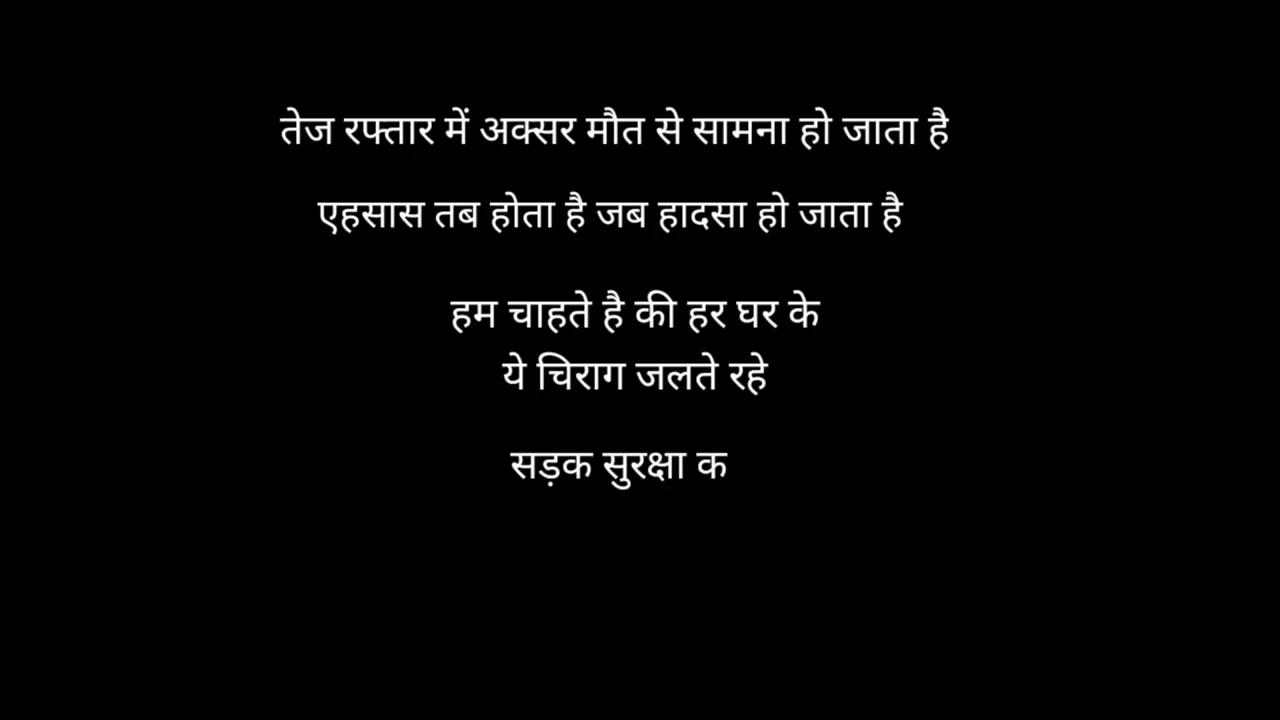 तेज रफ्तार में अक्सर मौत से सामना हो जाता है
एहसास तब होता है जब हादसा हो जाता है
हम चाहते है की हर घर के
ये चिराग जलते रहे
सड़क सुरक्षा क